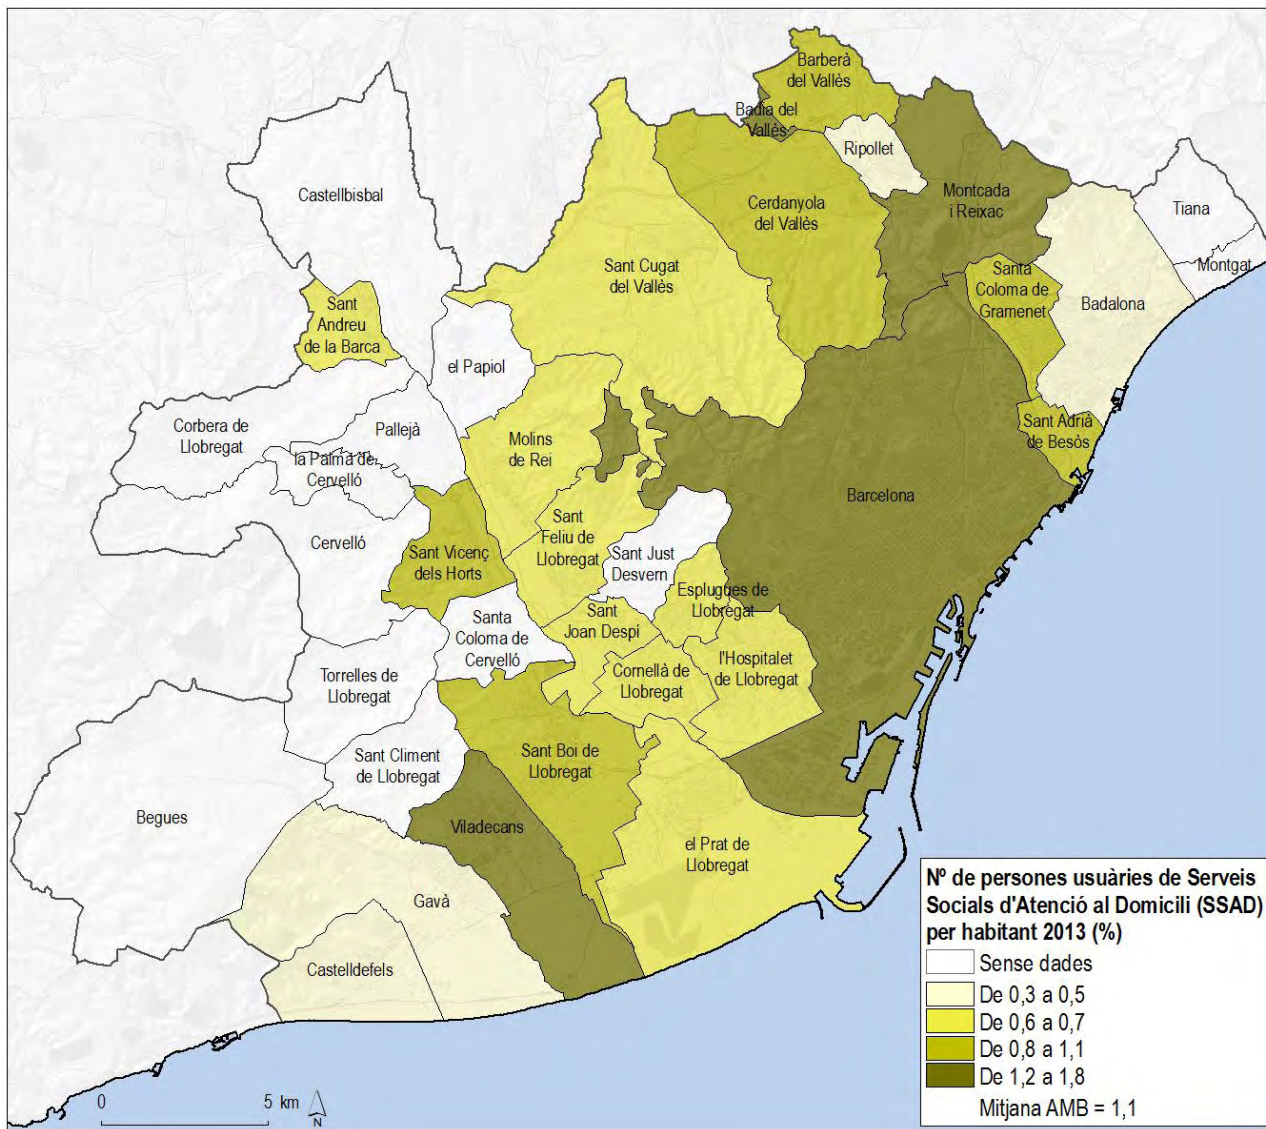 Barberà
del Vallès
Badia del
Vallès
Ripollet
Castellbisbal
Cerdanyola
del Vallès
Montcada
i Reixac
Tiana
Montgat
Sant Cugat
del Vallès
Santa
Coloma de
Gramenet
Badalona
Sant
Andreu
de la Barca
el Papiol
Corbera de
Llobregat
Pallejà
Molins
de Rei
Sant Adrià
de Besòs
la Palma de
Cervelló
Barcelona
Cervelló
Sant Vicenç
dels Horts
Sant
Feliu de
Llobregat
Sant Just
Desvern
Esplugues de
Llobregat
Santa
Coloma de
Cervelló
Sant
Joan Despi
Torrelles de
Llobregat
Cornellà de
Llobregat
l'Hospitalet
de Llobregat
Sant Climent
de Llobregat
Sant Boi de
Llobregat
Begues
Viladecans
el Prat de
Llobregat
Gavà
Castelldefels
Nº de persones usuàries de Serveis
Socials d'Atenció al Domicili (SSAD)
per habitant 2013 (%)
Sense dades
De 0,3 a 0,5
De 0,6 a 0,7
De 0,8 a 1,1
De 1,2 a 1,8
Mitjana AMB = 1,1
0 5 km
N